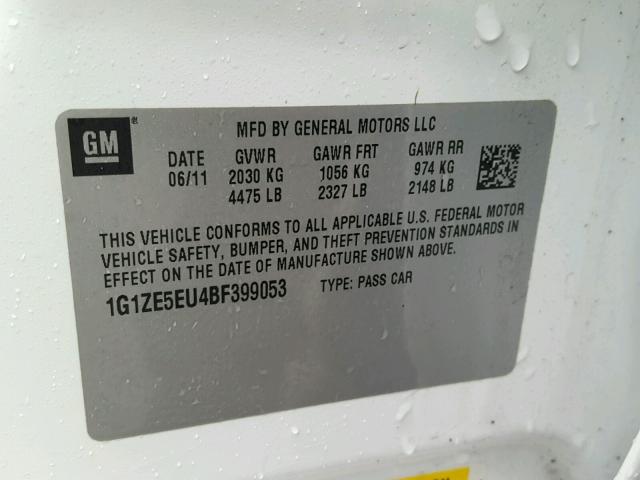 GM
MFD BY GENERAL MOTORS LLC
DATE GVWR GAWR FRT GAWR RR
06/11 2030 KG 1056 KG 974 KG
4475 LB 2327 LB 2148 LB
THIS VEHICLE CONFORMS TO ALL APPLICABLE U.S. FEDERAL MOTOR
VEHICLE SAFETY, BUMPER, AND THEFT PREVENTION STANDARDS IN
EFFECT ON THE DATE OF MANUFACTURE SHOWN ABOVE.
1G1ZE5EU4BF399053 TYPE: PASS CAR